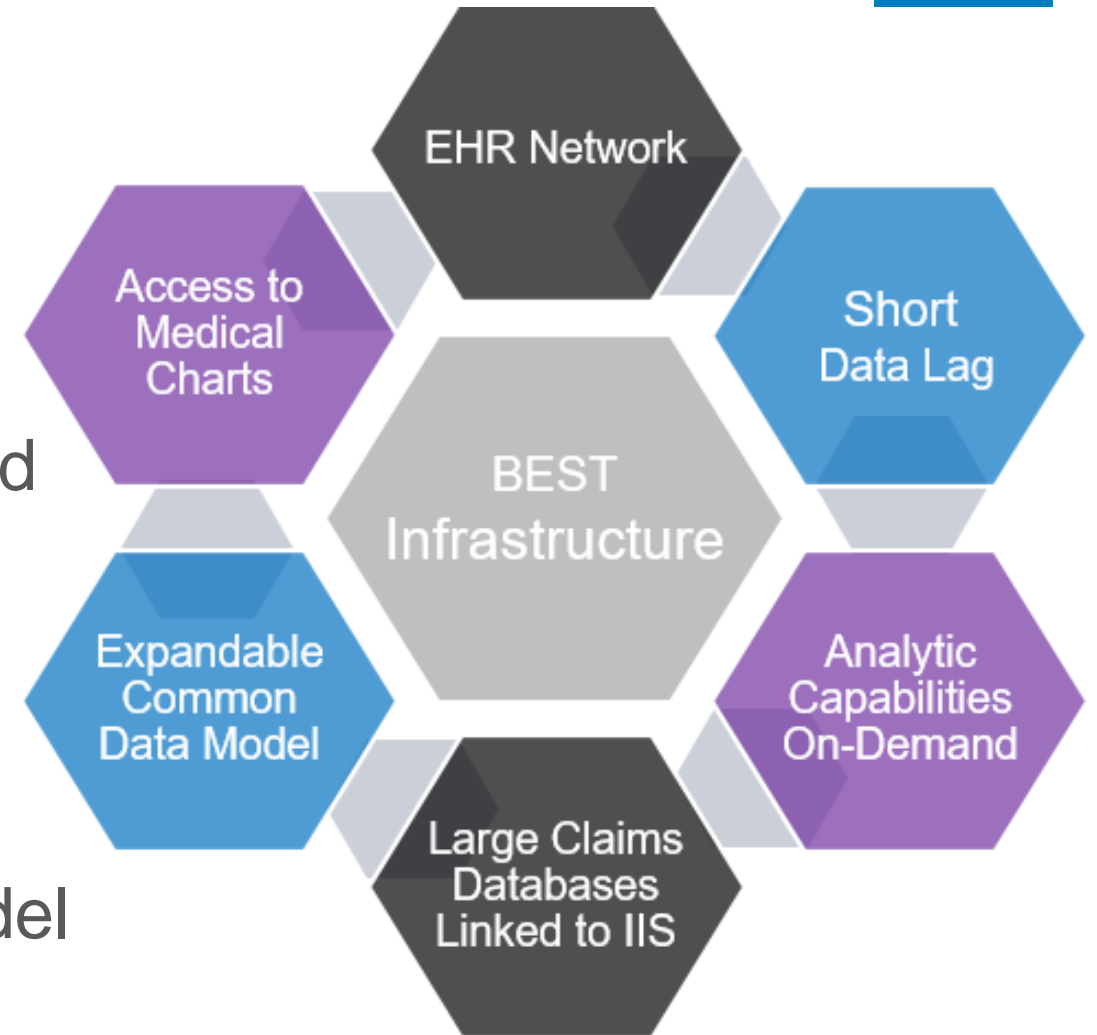 EHR Network
Access to
Medical
Charts
Short
Data Lag
d
BEST
Infrastructure
Expandable
Common
Data Model
Analytic
Capabilities
On-Demand
Large Claims
Databases
Linked to IIS
del